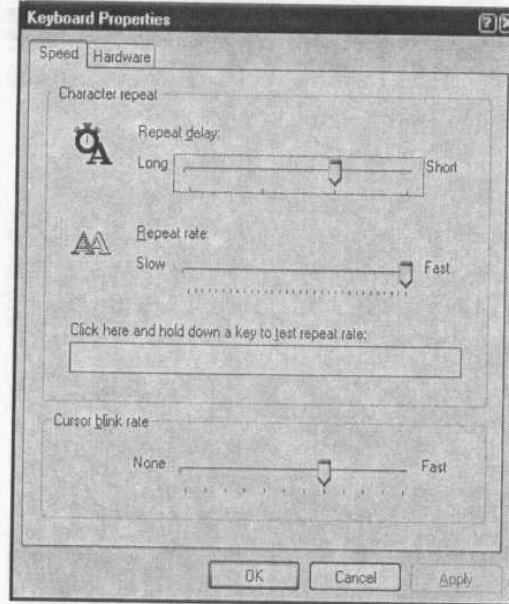 Keyboard Properties
Speed Hardware
Character repeat
Repeat delay:
Long Short
Repeat rate:
Slow Fast
Click here and hold down a key to test repeat rate:
Cursor blink rate
None Fast
OK Cancel Apply